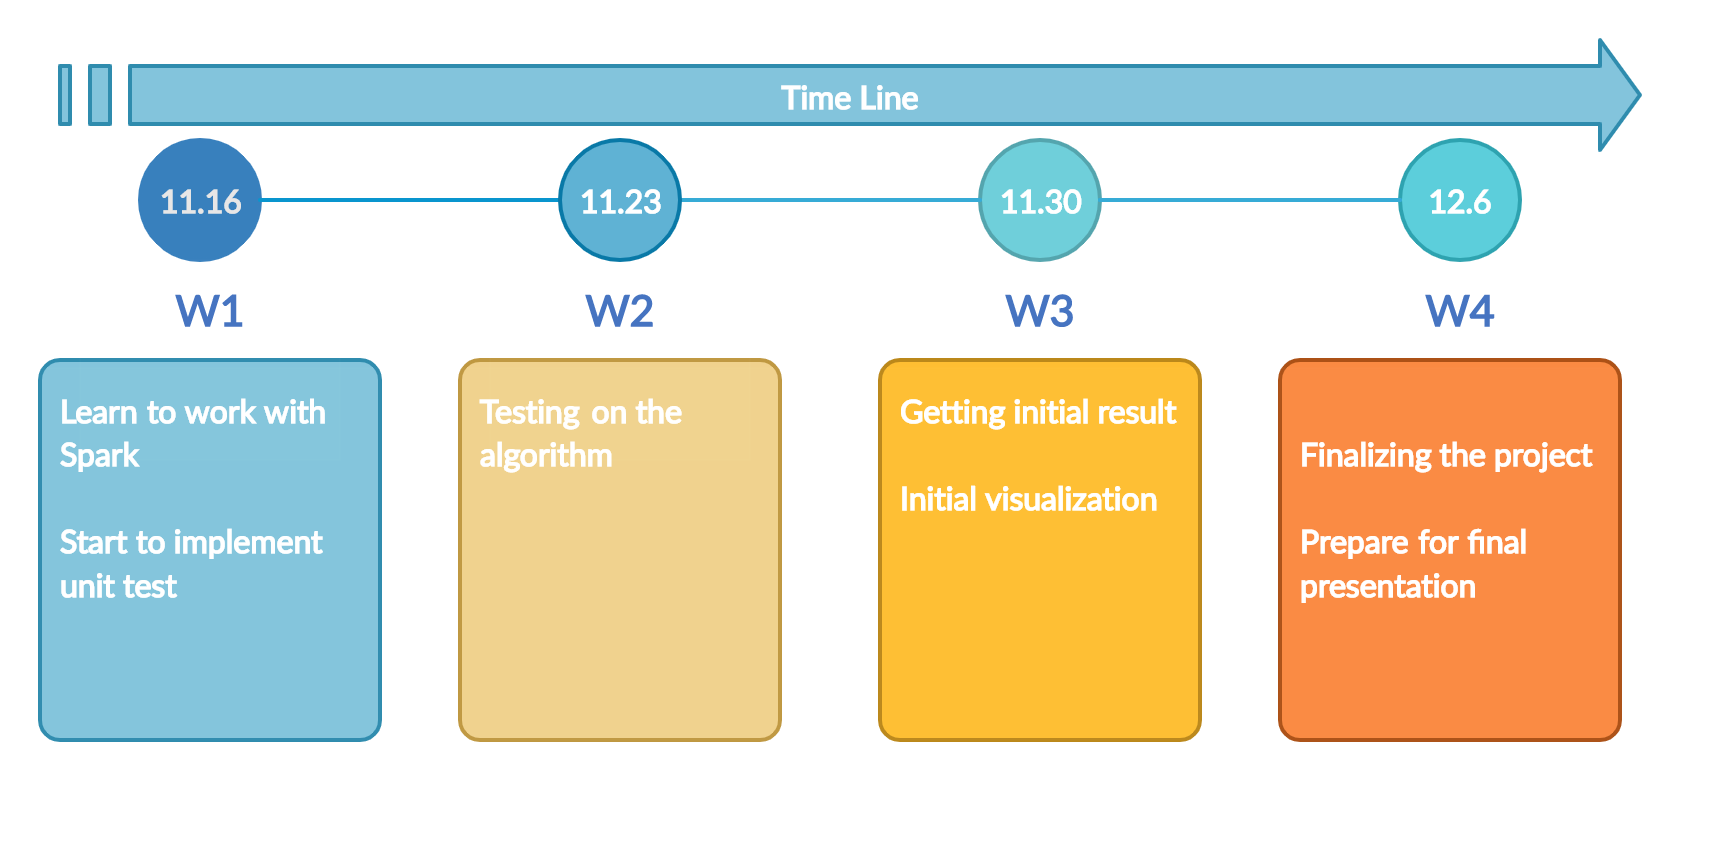 Time Line
11.16
11.23
11.30
12.6
W1
W2
W3
W4
Learn to work with
Spark
Start to implement
unit test
Testing on the
algorithm
Getting initial result
Initial visualization
Finalizing the project
Prepare for final
presentation